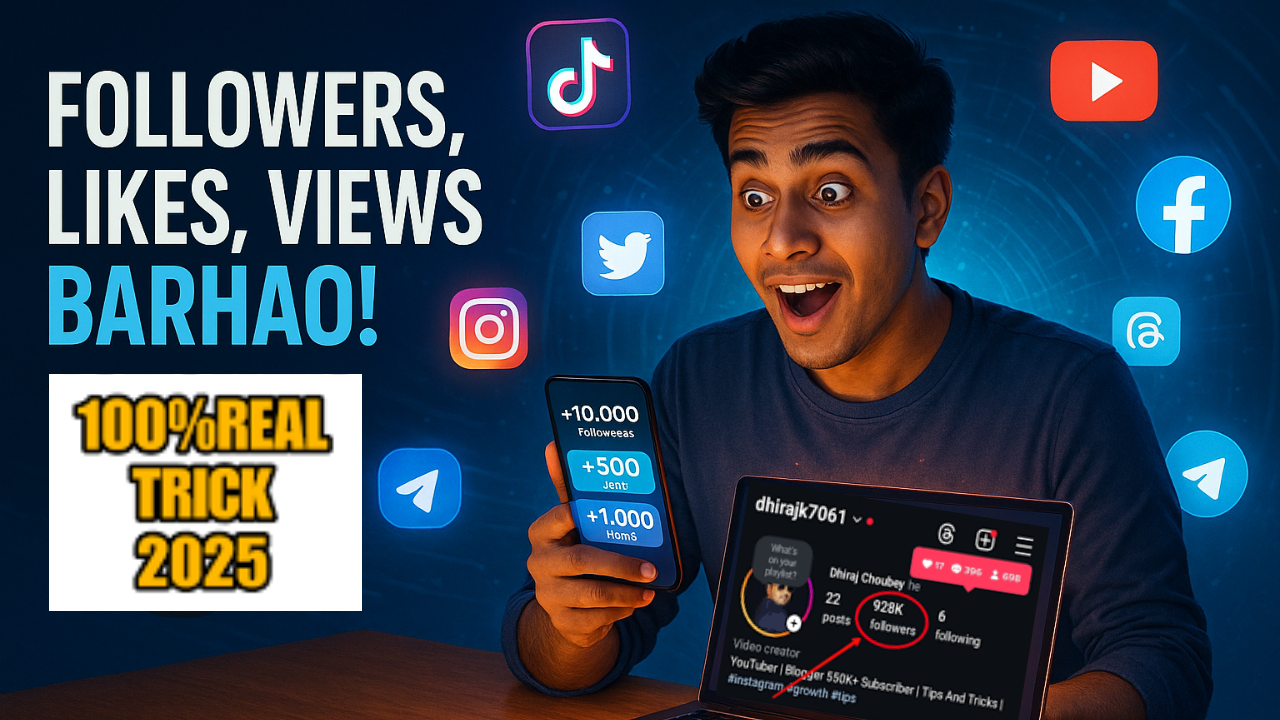 FOLLOWERS,
LIKES, VIEWS
BARHAO!
100%REAL
TRICK
2025
+10.000
Followeeas
+500
Jent
+1.000
Hom6
dhirajk7061
What's
on your
playlist?
17 396 698
Dhiraj Choubey he
22 928K 6
posts followers following
Video creator
YouTuber | Blogger 550K+ Subscriber | Tips And Tricks |
#instagram #growth #tips